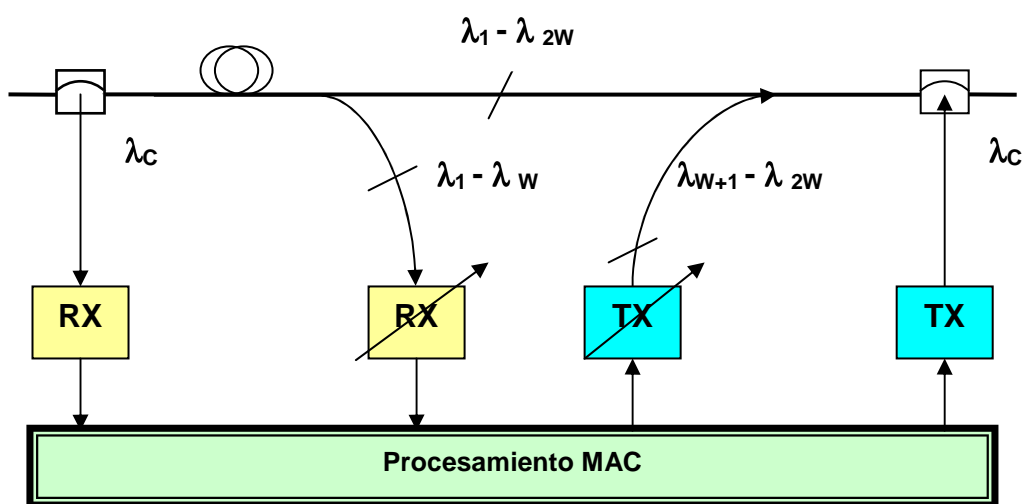 λ1 - λ 2W
λC
λ1 - λ W
λW+1 - λ 2W
λC
RX
RX
TX
TX
Procesamiento MAC